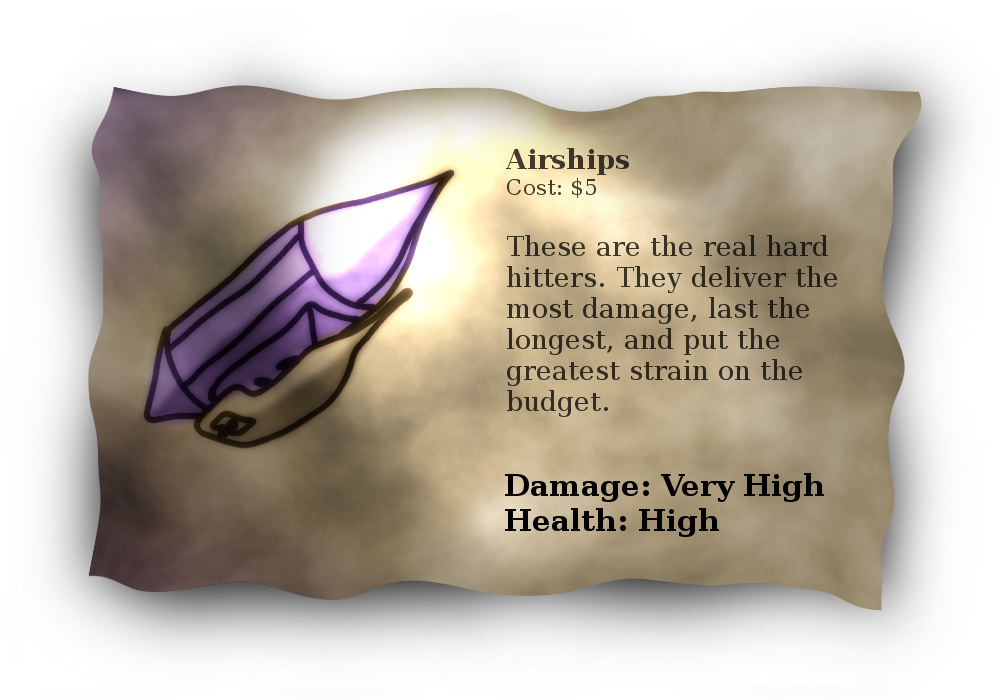 Airships
Cost: $5
These are the real hard
hitters. They deliver the
most damage, last the
longest, and put the
greatest strain on the
budget.
Damage: Very High
Health: High